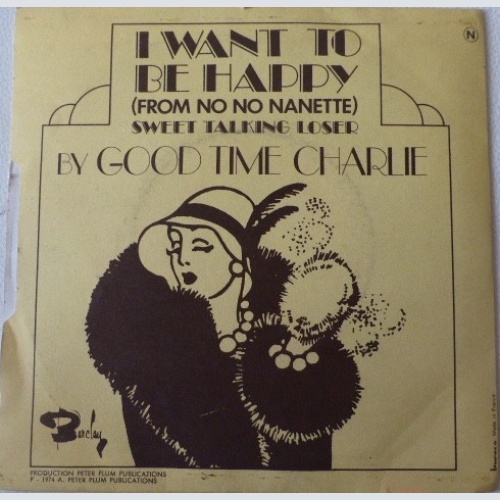 N
I WANT TO
BE HAPPY
(FROM NO NO NANETTE)
SWEET TALKING LOSER
BY GOOD TIME CHARLIE
Barclay
PRODUCTION PETER PLUM PUBLICATIONS
P - 1974 A. PETER PLUM PUBLICATIONS